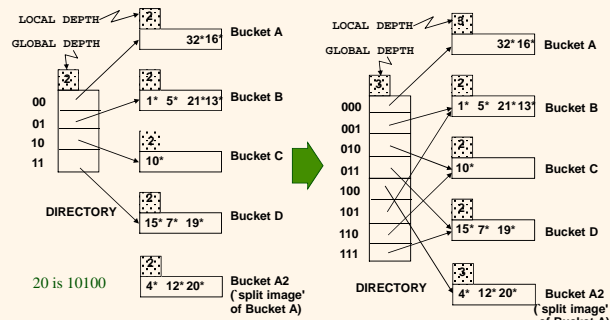 LOCAL DEPTH
2
32* 16*
Bucket A
GLOBAL DEPTH
2
00
01
10
11
2
1* 5* 21* 13*
Bucket B
2
10*
Bucket C
DIRECTORY
2
15* 7* 19*
Bucket D
20 is 10100
2
4* 12* 20*
Bucket A2
(`split image'
of Bucket A)
LOCAL DEPTH
3
32* 16*
Bucket A
GLOBAL DEPTH
3
000
001
010
011
100
101
110
111
2
1* 5* 21* 13*
Bucket B
2
10*
Bucket C
2
15* 7* 19*
Bucket D
DIRECTORY
3
4* 12* 20*
Bucket A2
(`split image'
of Bucket A)